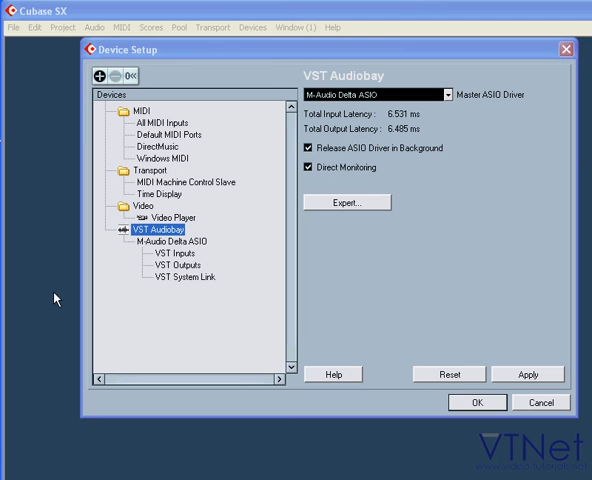 Cubase SX
File Edit Project Audio MIDI Scores Pool Transport Devices Window (1) Help
Device Setup
0<<
Devices
MIDI
All MIDI Inputs
Default MIDI Ports
DirectMusic
Windows MIDI
Transport
MIDI Machine Control Slave
Time Display
Video
Video Player
VST Audiobay
M-Audio Delta ASIO
VST Inputs
VST Outputs
VST System Link
VST Audiobay
M-Audio Delta ASIO Master ASIO Driver
Total Input Latency : 6.531 ms
Total Output Latency : 6.485 ms
Release ASIO Driver in Background
Direct Monitoring
Expert...
Help Reset Apply
OK Cancel
VTNet